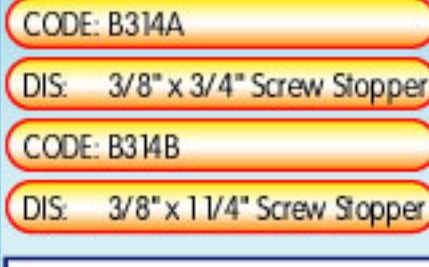 CODE: B314A
DIS: 3/8" x 3/4" Screw Stopper
CODE: B314B
DIS: 3/8" x 1 1/4" Screw Stopper